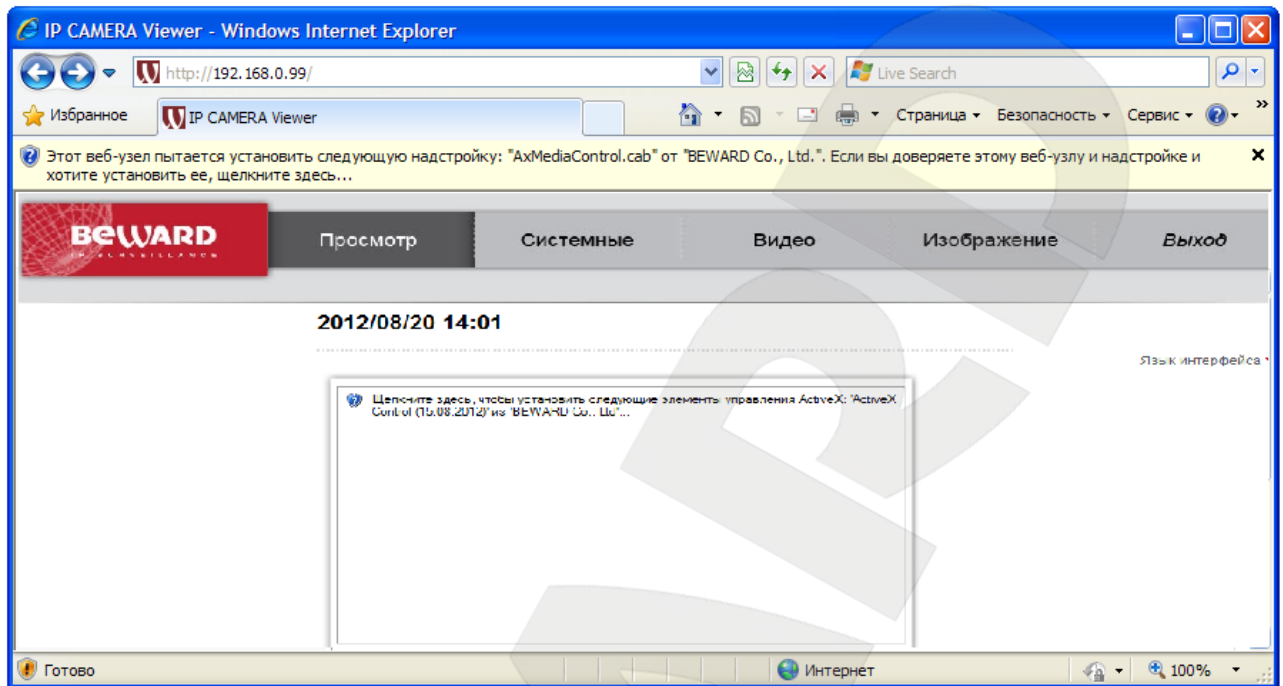 IP CAMERA Viewer - Windows Internet Explorer
http://192.168.0.99/
Live Search
Избранное
IP CAMERA Viewer
Страница
Безопасность
Сервис
»
Этот веб-узел пытается установить следующую надстройку: "AxMediaControl.cab" от "BEWARD Co., Ltd.". Если вы доверяете этому веб-узлу и надстройке и
хотите установить ее, щелкните здесь...
BEWARD
IP SURVEILLANCE
Просмотр
Системные
Видео
Изображение
Выход
2012/08/20 14:01
Язык интерфейса
Щелкните здесь, чтобы установить следующие элементы управления ActiveX: 'ActiveX
Control (15.08.2012)' из 'BEWARD Co., Ltd'...
Готово
Интернет
100%